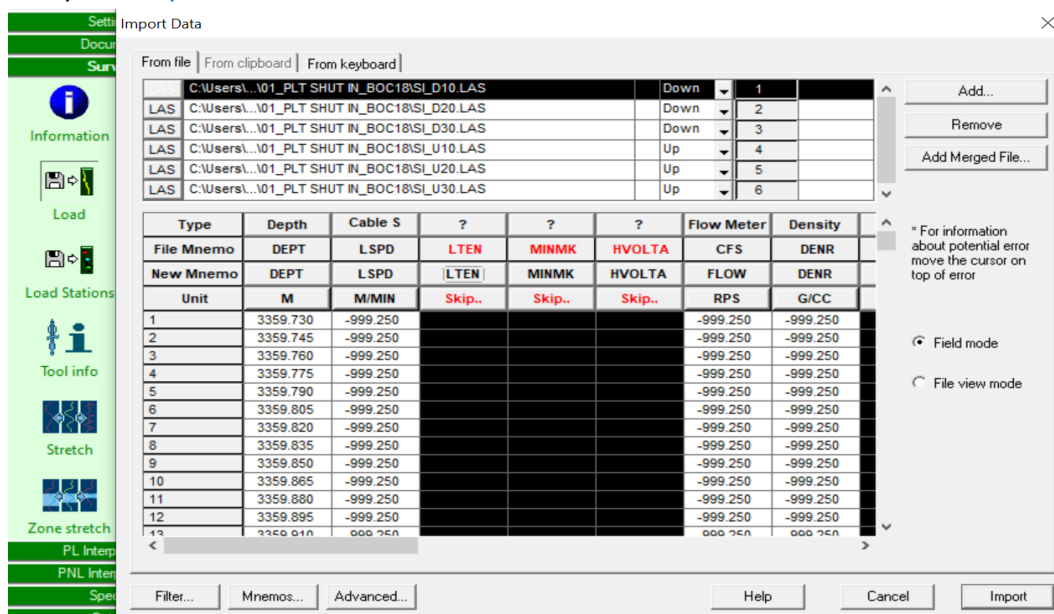 Import Data
From file From clipboard From keyboard
C:\Users\...\01_PLT SHUT IN_BOC18\SI_D10.LAS Down 1
LAS C:\Users\...\01_PLT SHUT IN_BOC18\SI_D20.LAS Down 2
LAS C:\Users\...\01_PLT SHUT IN_BOC18\SI_D30.LAS Down 3
LAS C:\Users\...\01_PLT SHUT IN_BOC18\SI_U10.LAS Up 4
LAS C:\Users\...\01_PLT SHUT IN_BOC18\SI_U20.LAS Up 5
LAS C:\Users\...\01_PLT SHUT IN_BOC18\SI_U30.LAS Up 6
Add...
Remove
Add Merged File...
Type Depth Cable S ? ? ? Flow Meter Density
File Mnemo DEPT LSPD LTEN MINMK HVOLTA CFS DENR
New Mnemo DEPT LSPD LTEN MINMK HVOLTA FLOW DENR
Unit M M/MIN Skip.. Skip.. Skip.. RPS G/CC
1 3359.730 -999.250 -999.250 -999.250
2 3359.745 -999.250 -999.250 -999.250
3 3359.760 -999.250 -999.250 -999.250
4 3359.775 -999.250 -999.250 -999.250
5 3359.790 -999.250 -999.250 -999.250
6 3359.805 -999.250 -999.250 -999.250
7 3359.820 -999.250 -999.250 -999.250
8 3359.835 -999.250 -999.250 -999.250
9 3359.850 -999.250 -999.250 -999.250
10 3359.865 -999.250 -999.250 -999.250
11 3359.880 -999.250 -999.250 -999.250
12 3359.895 -999.250 -999.250 -999.250
13 3359.910 -999.250 -999.250 -999.250
* For information
about potential error
move the cursor on
top of error
Field mode
File view mode
Filter... Mnemos... Advanced... Help Cancel Import
Information
Load
Load Stations
Tool info
Stretch
Zone stretch
PL Interp
PNL Inter